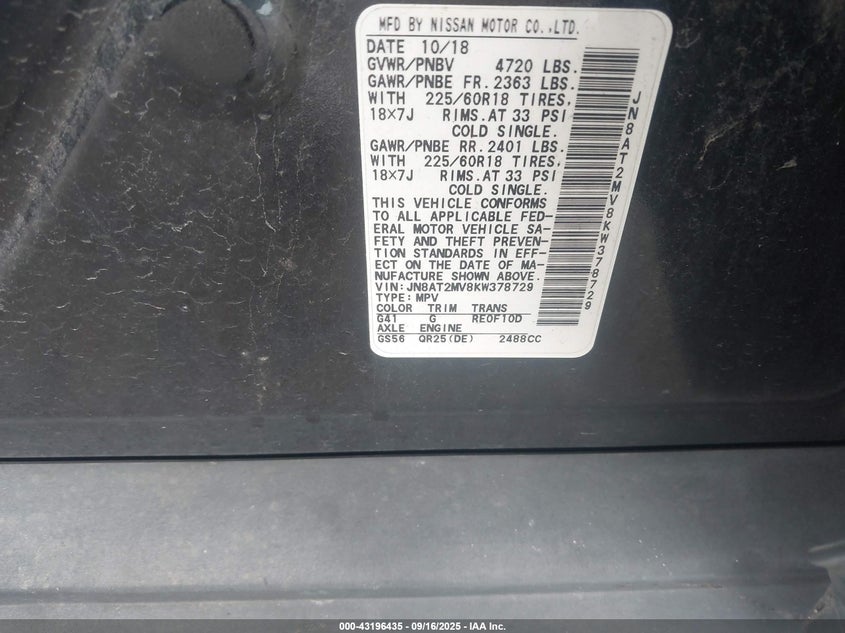 MFD BY NISSAN MOTOR CO.,LTD.
DATE 10/18
GVWR/PNBV 4720 LBS.
GAWR/PNBE FR. 2363 LBS.
WITH 225/60R18 TIRES,
18×7J RIMS. AT 33 PSI
COLD SINGLE.
GAWR/PNBE RR. 2401 LBS.
WITH 225/60R18 TIRES,
18×7J RIMS. AT 33 PSI
COLD SINGLE.
THIS VEHICLE CONFORMS
TO ALL APPLICABLE FED-
ERAL MOTOR VEHICLE SA-
FETY AND THEFT PREVEN-
TION STANDARDS IN EFF-
ECT ON THE DATE OF MA-
NUFACTURE SHOWN ABOVE.
VIN: JN8AT2MV8KW378729
TYPE: MPV
COLOR TRIM TRANS
G41 G RE0F10D
AXLE ENGINE
GS56 QR25(DE) 2488CC
JN8AT2MV8KW378729
000-43196435 - 09/16/2025 - IAA Inc.